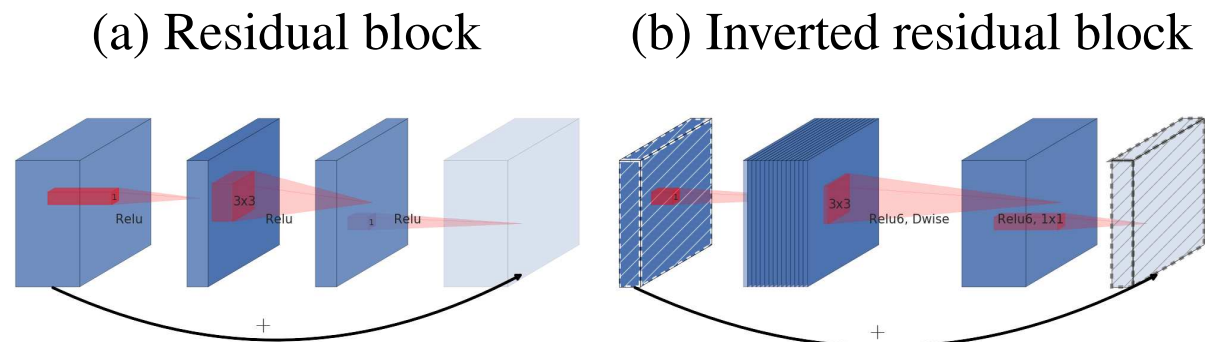 (a) Residual block
(b) Inverted residual block
1
Relu
3x3
Relu
1
Relu
+
1
3x3
Relu6, Dwise
Relu6, 1x1
+